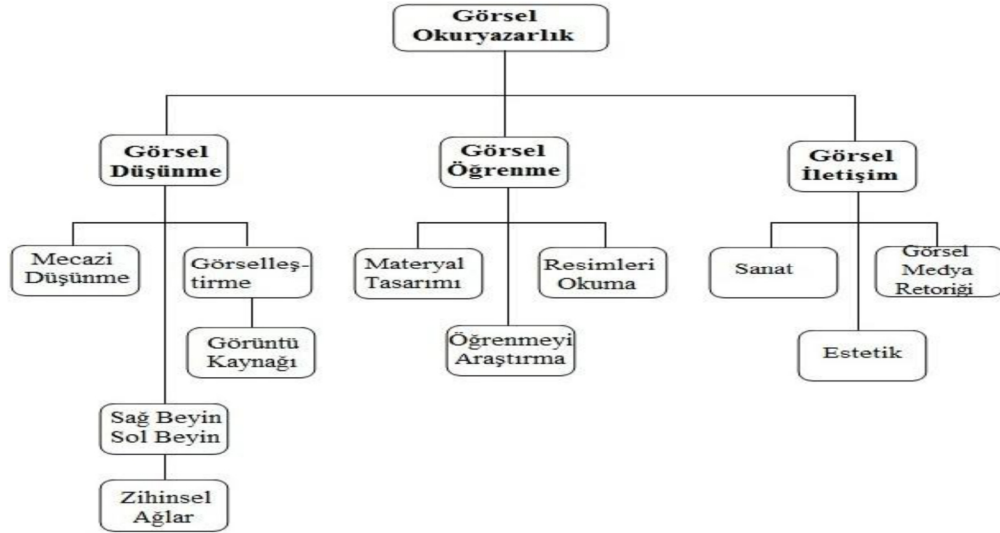 Görsel
Okuryazarlık
Görsel
Düşünme
Görsel
Öğrenme
Görsel
İletişim
Mecazi
Düşünme
Görselleş-
tirme
Materyal
Tasarımı
Resimleri
Okuma
Sanat
Görsel
Medya
Retoriği
Görüntü
Kaynağı
Öğrenmeyi
Araştırma
Estetik
Sağ Beyin
Sol Beyin
Zihinsel
Ağlar